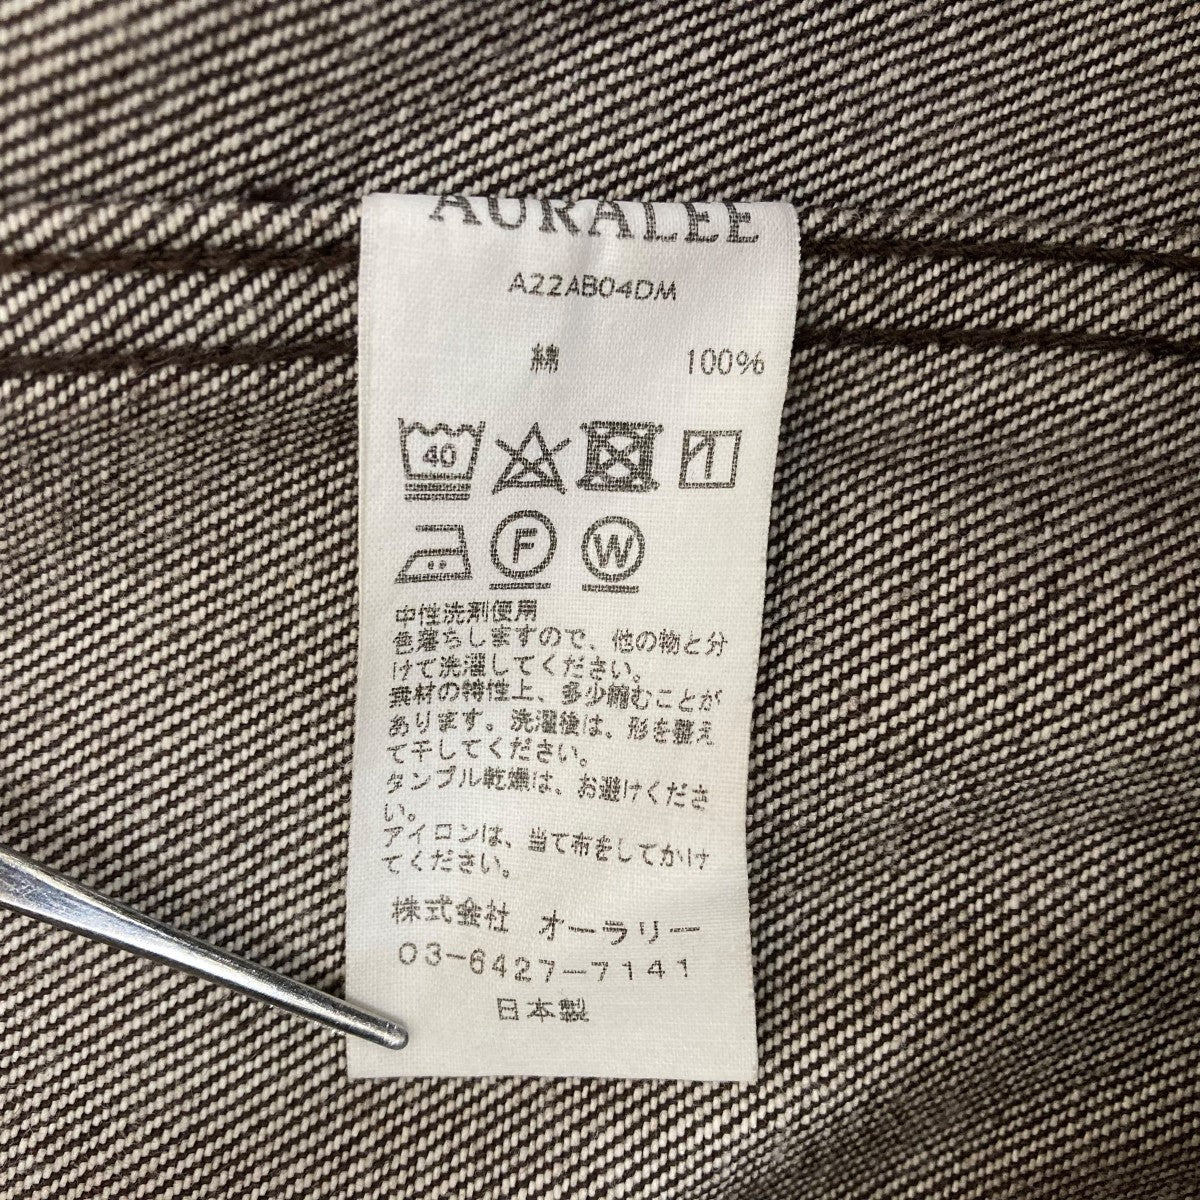 AURALEE
A22AB04DM
綿 100%
40
F W
中性洗剤使用
色落ちしますので、他の物と分
けて洗濯してください。
素材の特性上、多少縮むことが
あります。洗濯後は、形を整え
て干してください。
タンブル乾燥は、お避けくださ
い。
アイロンは、当て布をしてかけ
てください。
株式会社 オーラリー
03-6427-7141
日本製